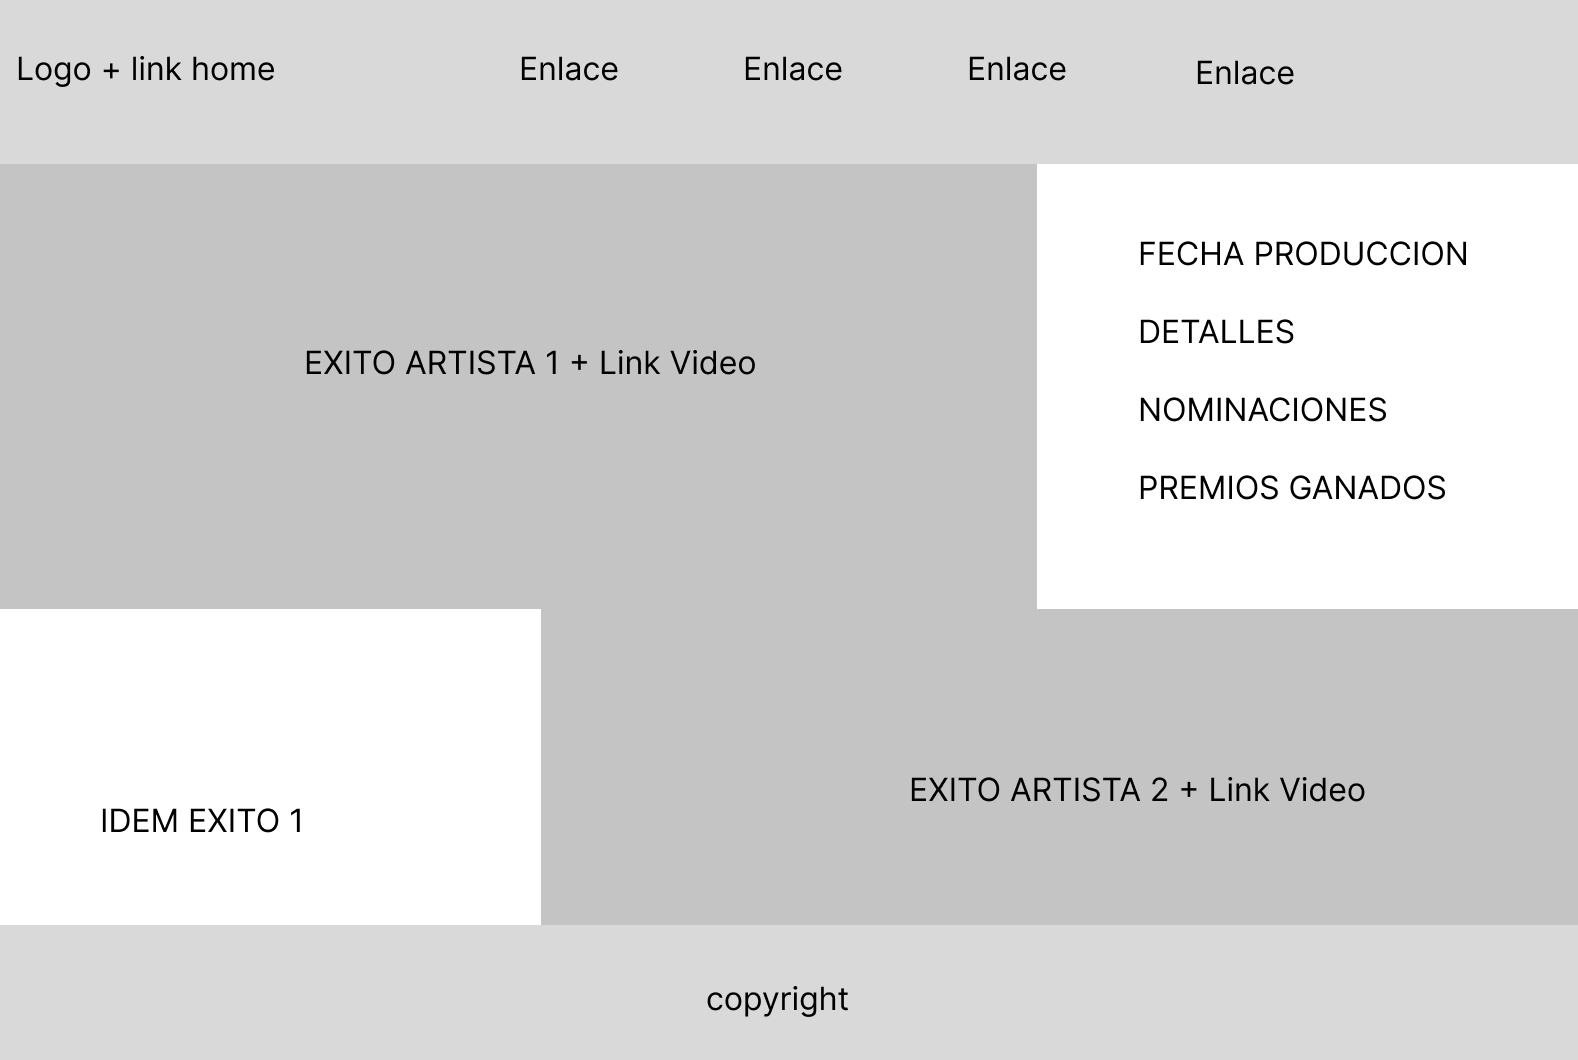 Logo + link home
Enlace
Enlace
Enlace
Enlace
EXITO ARTISTA 1 + Link Video
FECHA PRODUCCION
DETALLES
NOMINACIONES
PREMIOS GANADOS
IDEM EXITO 1
EXITO ARTISTA 2 + Link Video
copyright